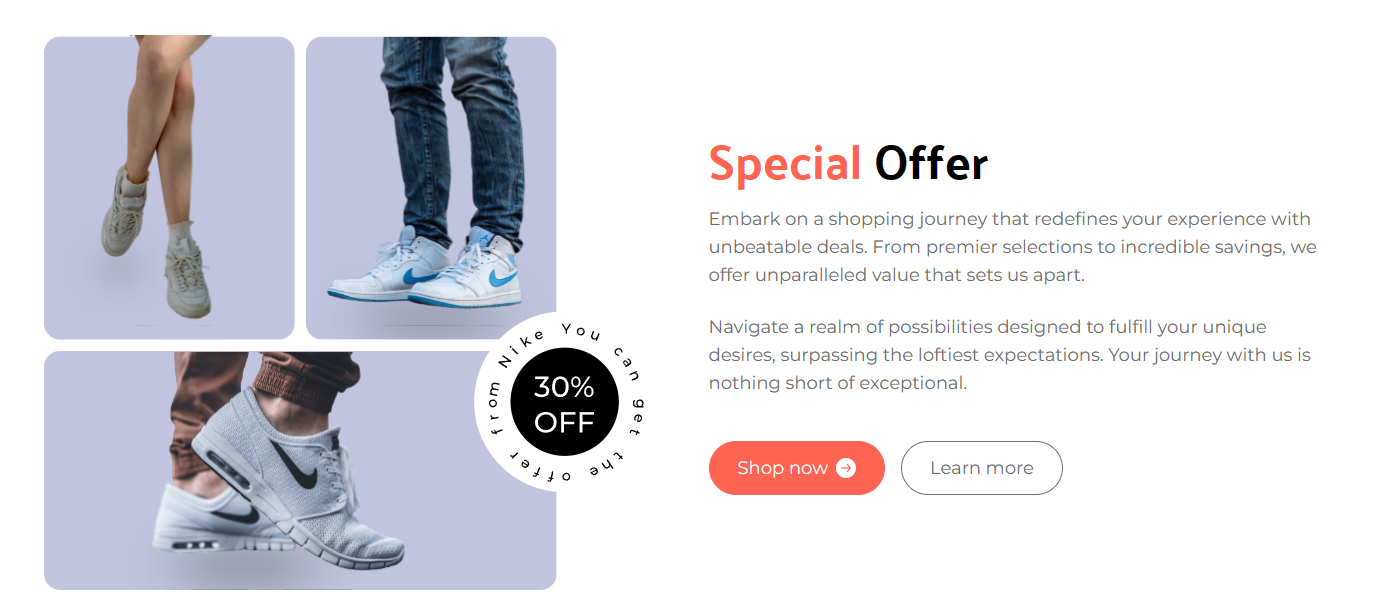 Special Offer
Embark on a shopping journey that redefines your experience with
unbeatable deals. From premier selections to incredible savings, we
offer unparalleled value that sets us apart.
Navigate a realm of possibilities designed to fulfill your unique
desires, surpassing the loftiest expectations. Your journey with us is
nothing short of exceptional.
Shop now
Learn more
You can get the offer from Nike
30%
OFF